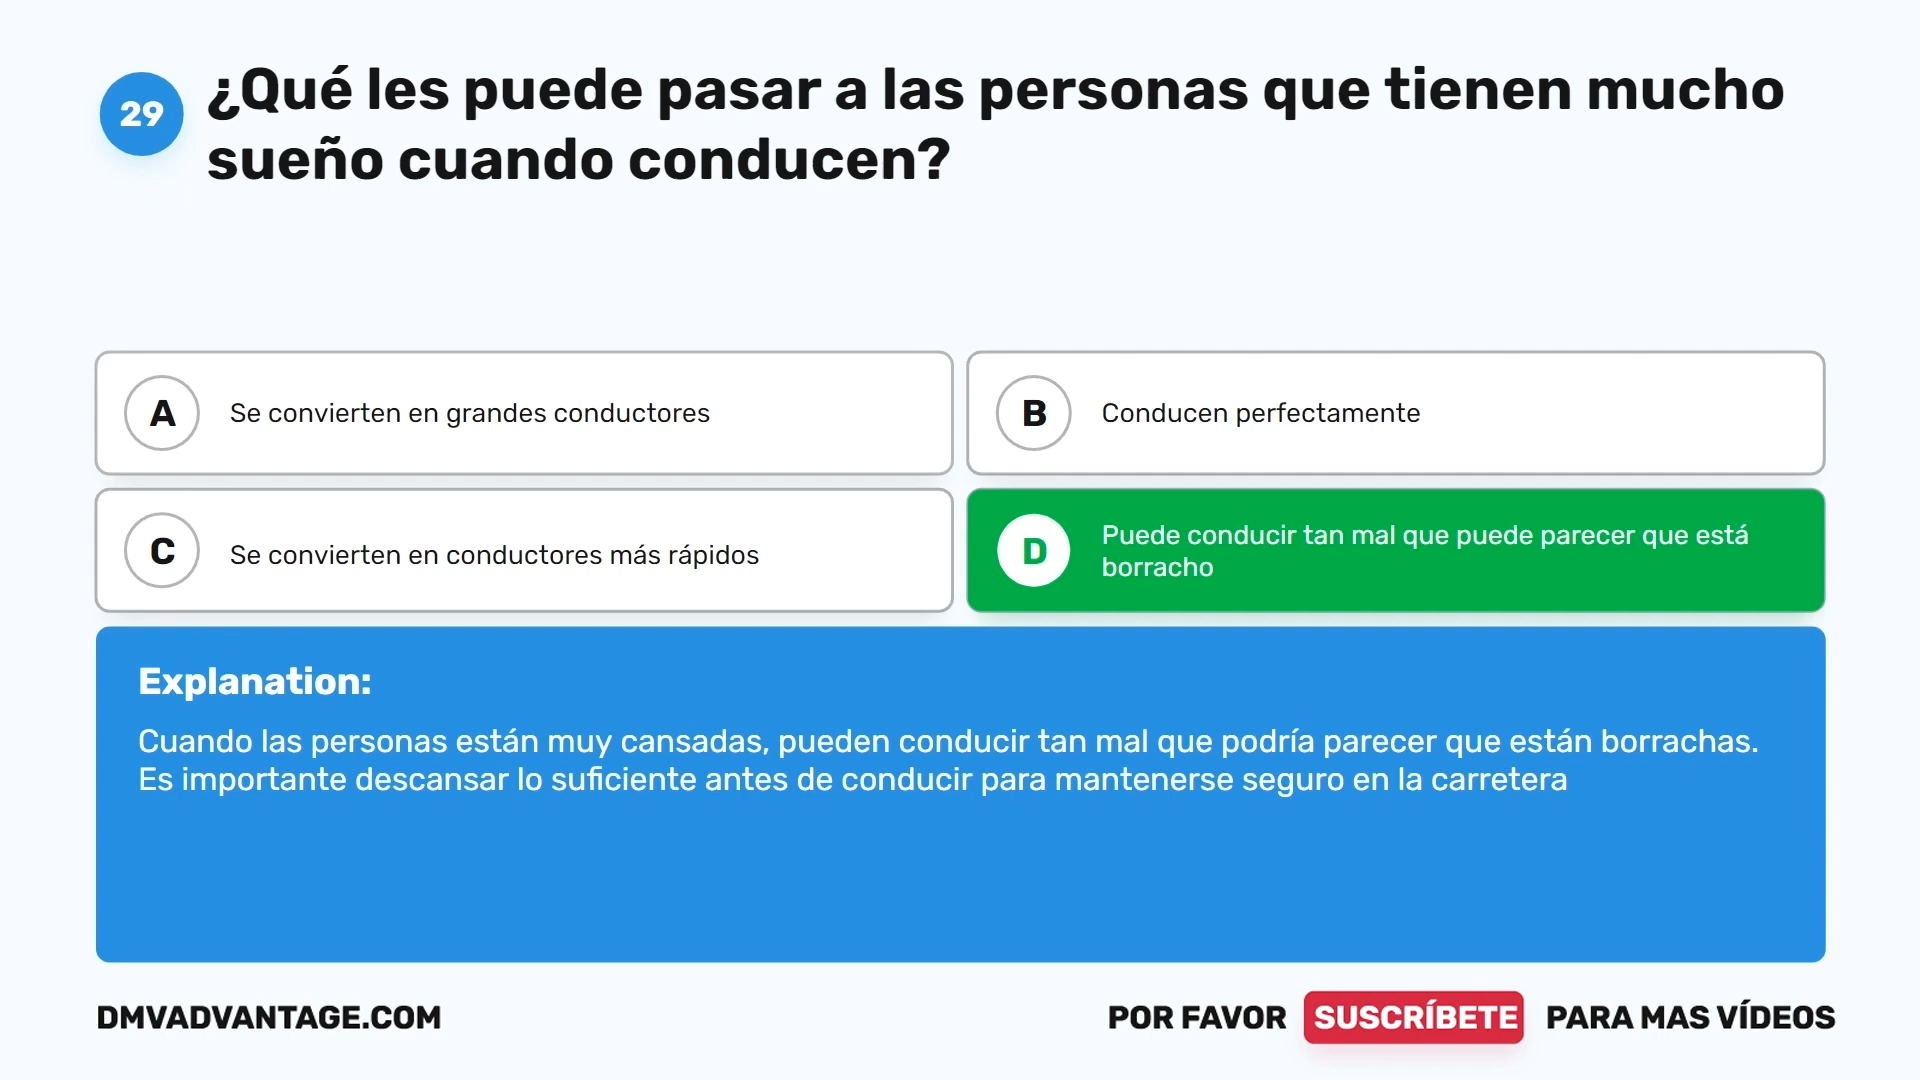 29
¿Qué les puede pasar a las personas que tienen mucho
sueño cuando conducen?
A
Se convierten en grandes conductores
B
Conducen perfectamente
C
Se convierten en conductores más rápidos
D
Puede conducir tan mal que puede parecer que está
borracho
Explanation:
Cuando las personas están muy cansadas, pueden conducir tan mal que podría parecer que están borrachas.
Es importante descansar lo suficiente antes de conducir para mantenerse seguro en la carretera
DMVADVANTAGE.COM
POR FAVOR SUSCRÍBETE PARA MAS VÍDEOS